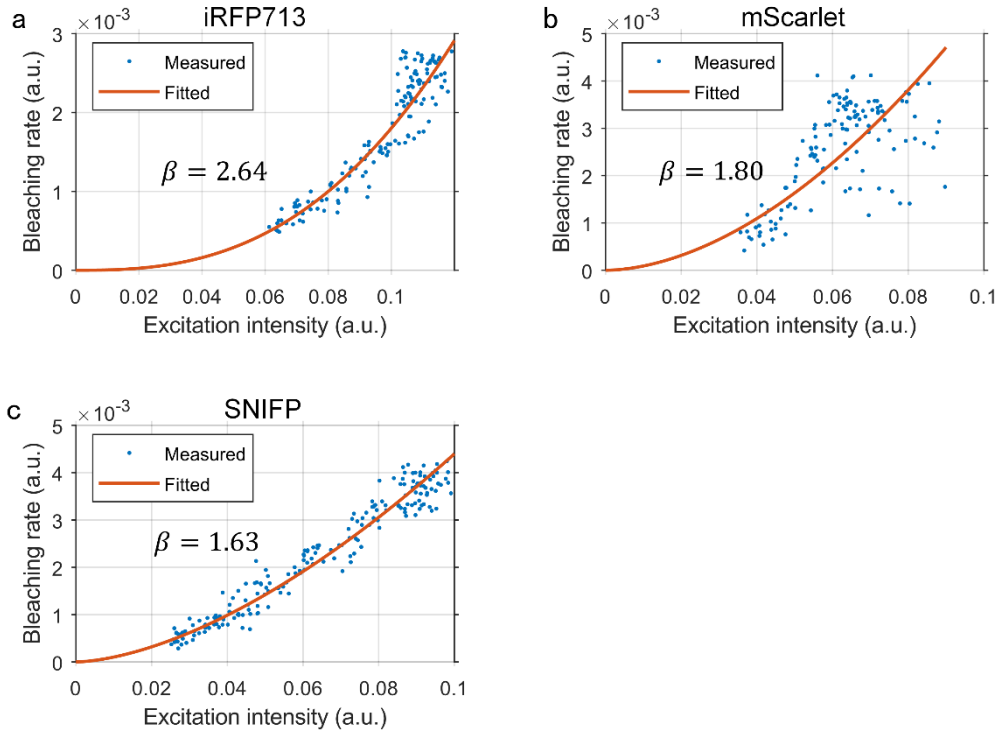 a
iRFP713
×10⁻³
3
2
1
0
Bleaching rate (a.u.)
Measured
Fitted
β = 2.64
0 0.02 0.04 0.06 0.08 0.1
Excitation intensity (a.u.)
b
mScarlet
×10⁻³
5
4
3
2
1
0
Bleaching rate (a.u.)
Measured
Fitted
β = 1.80
0 0.02 0.04 0.06 0.08 0.1
Excitation intensity (a.u.)
c
SNIFP
×10⁻³
5
4
3
2
1
0
Bleaching rate (a.u.)
Measured
Fitted
β = 1.63
0 0.02 0.04 0.06 0.08 0.1
Excitation intensity (a.u.)